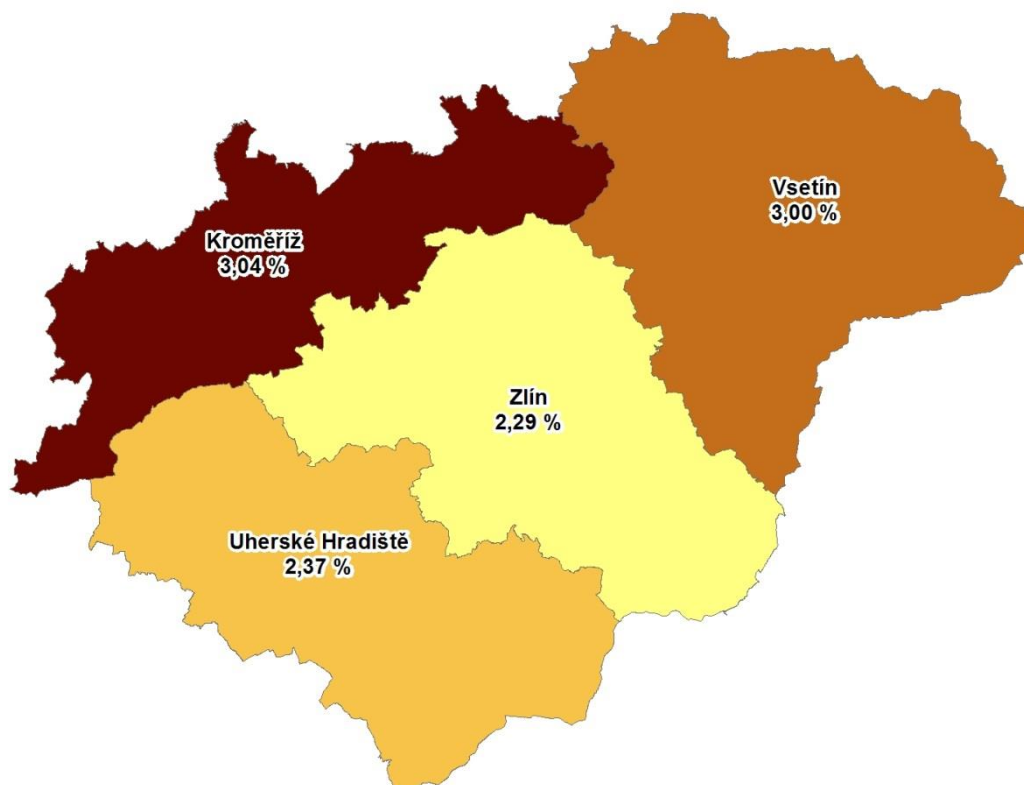 Vsetín
3,00 %
Kroměříž
3,04 %
Zlín
2,29 %
Uherské Hradiště
2,37 %